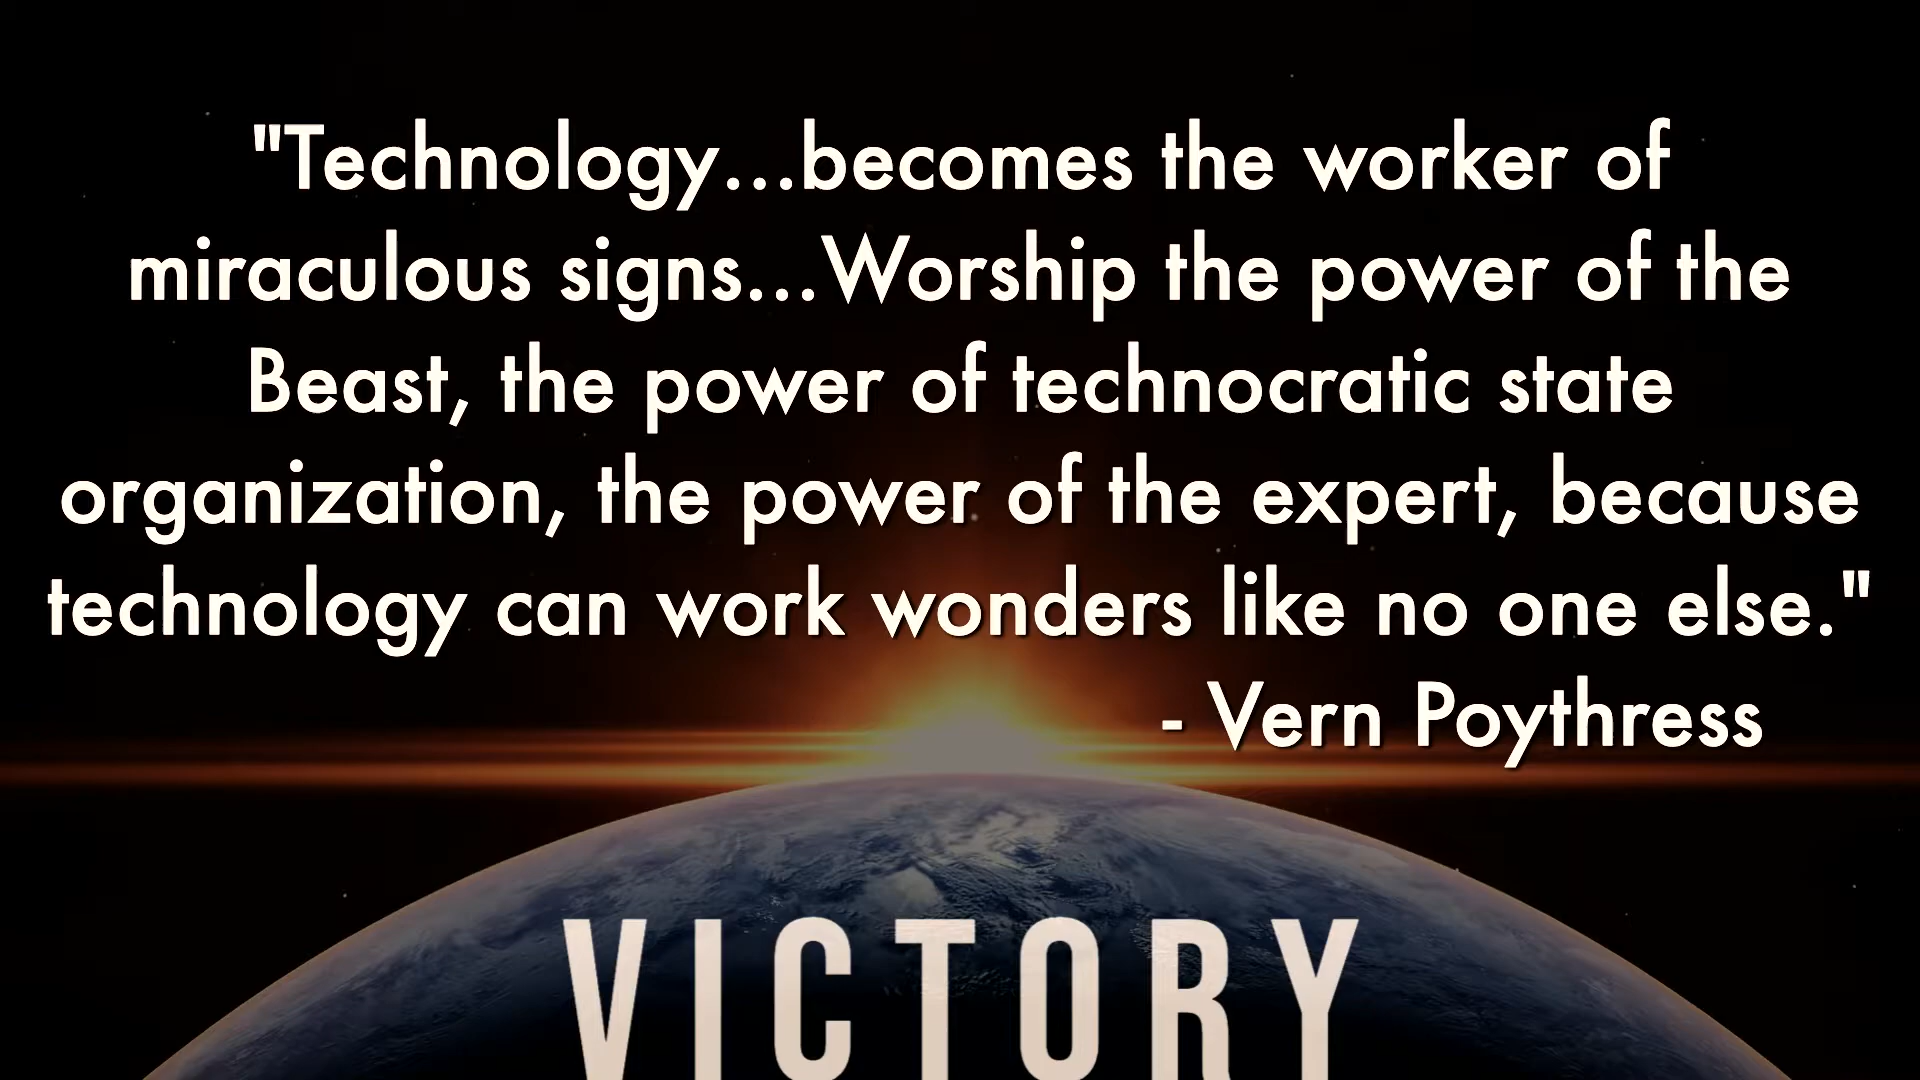 "Technology...becomes the worker of
miraculous signs...Worship the power of the
Beast, the power of technocratic state
organization, the power of the expert, because
technology can work wonders like no one else."
- Vern Poythress
VICTORY